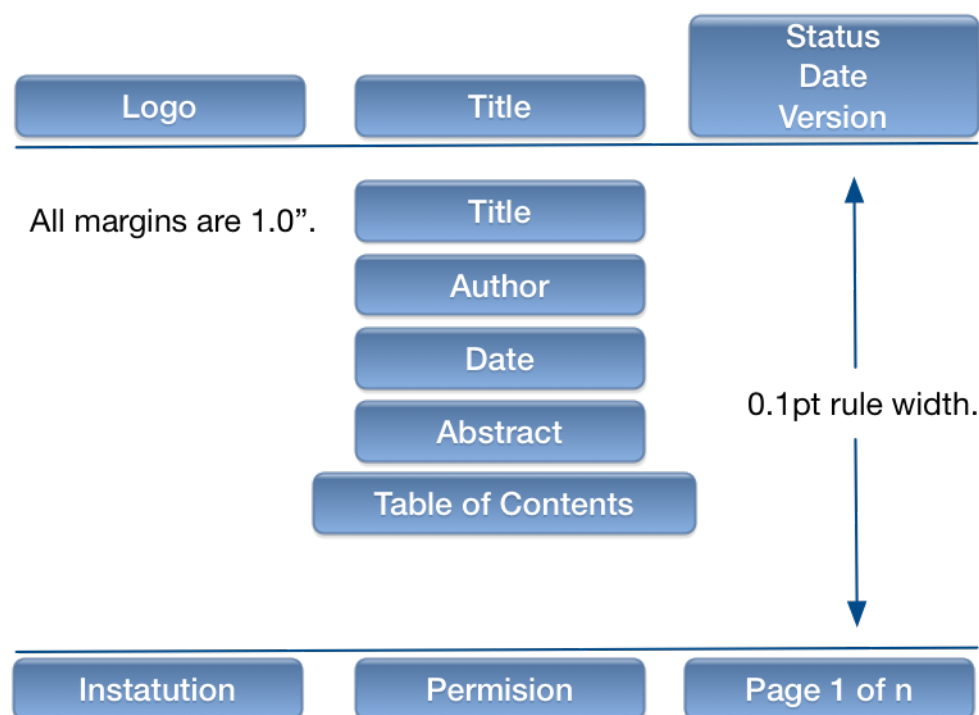 Logo
Title
Status
Date
Version
All margins are 1.0”.
Title
Author
Date
Abstract
Table of Contents
0.1pt rule width.
Instatution
Permision
Page 1 of n